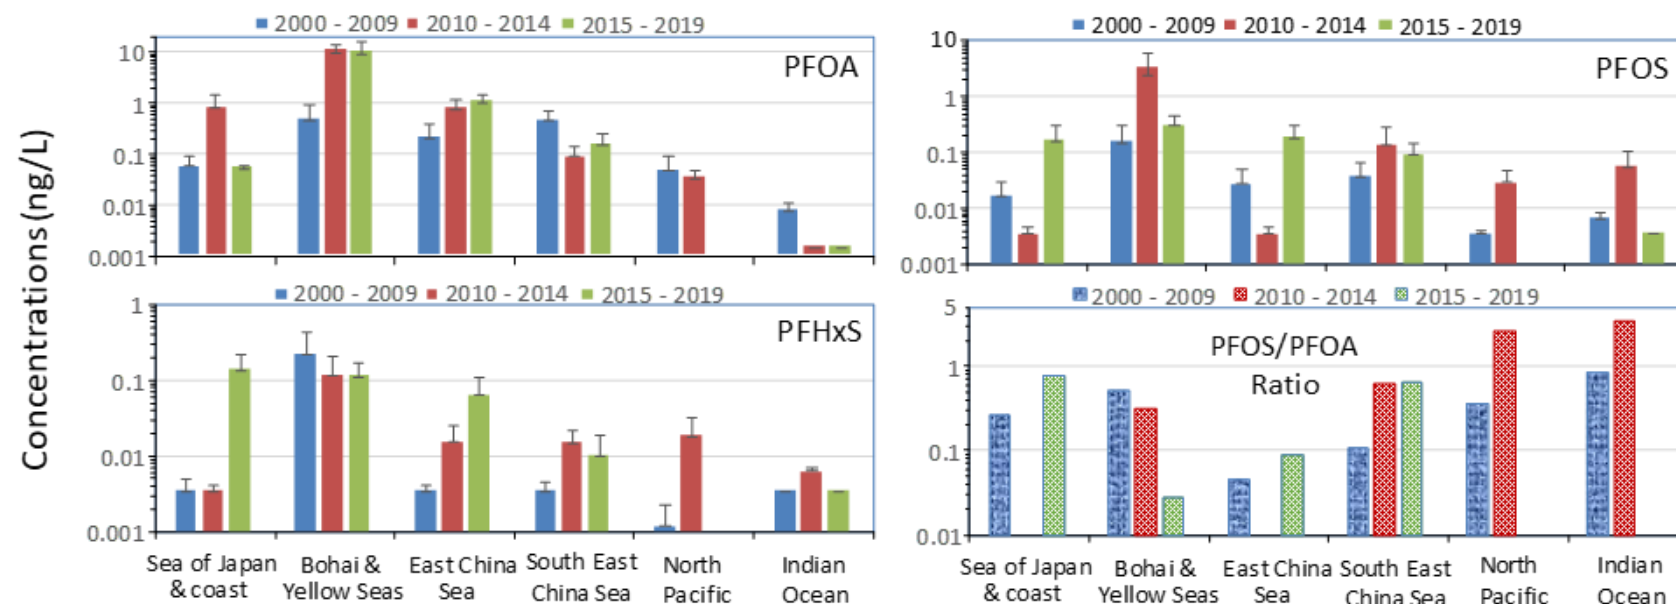 Concentrations (ng/L)
2000 - 2009 2010 - 2014 2015 - 2019
PFOA
10
1
0.1
0.01
0.001
2000 - 2009 2010 - 2014 2015 - 2019
PFOS
10
1
0.1
0.01
0.001
2000 - 2009 2010 - 2014 2015 - 2019
PFHxS
1
0.1
0.01
0.001
Sea of Japan & coast
Bohai & Yellow Seas
East China Sea
South East China Sea
North Pacific
Indian Ocean
2000 - 2009 2010 - 2014 2015 - 2019
PFOS/PFOA
Ratio
5
1
0.1
0.01
Sea of Japan & coast
Bohai & Yellow Seas
East China Sea
South East China Sea
North Pacific
Indian Ocean